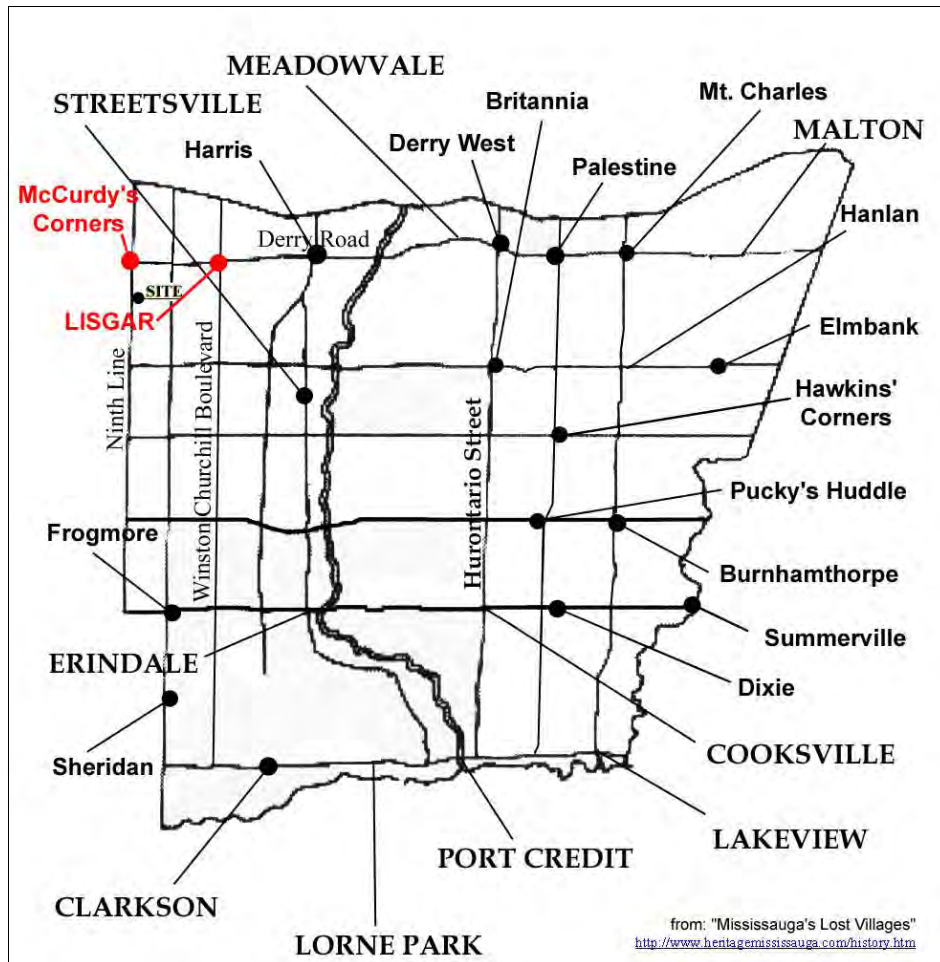 MEADOWVALE
STREETSVILLE
Britannia
Mt. Charles
Derry West
MALTON
Harris
Palestine
McCurdy's
Corners
Hanlan
Derry Road
SITE
LISGAR
Elmbank
Ninth Line
Winston Churchill Boulevard
Hurontario Street
Hawkins'
Corners
Pucky's Huddle
Frogmore
Burnhamthorpe
Summerville
ERINDALE
Dixie
Sheridan
COOKSVILLE
LAKEVIEW
PORT CREDIT
CLARKSON
LORNE PARK
from: "Mississauga's Lost Villages"
http://www.heritagemississauga.com/history.htm